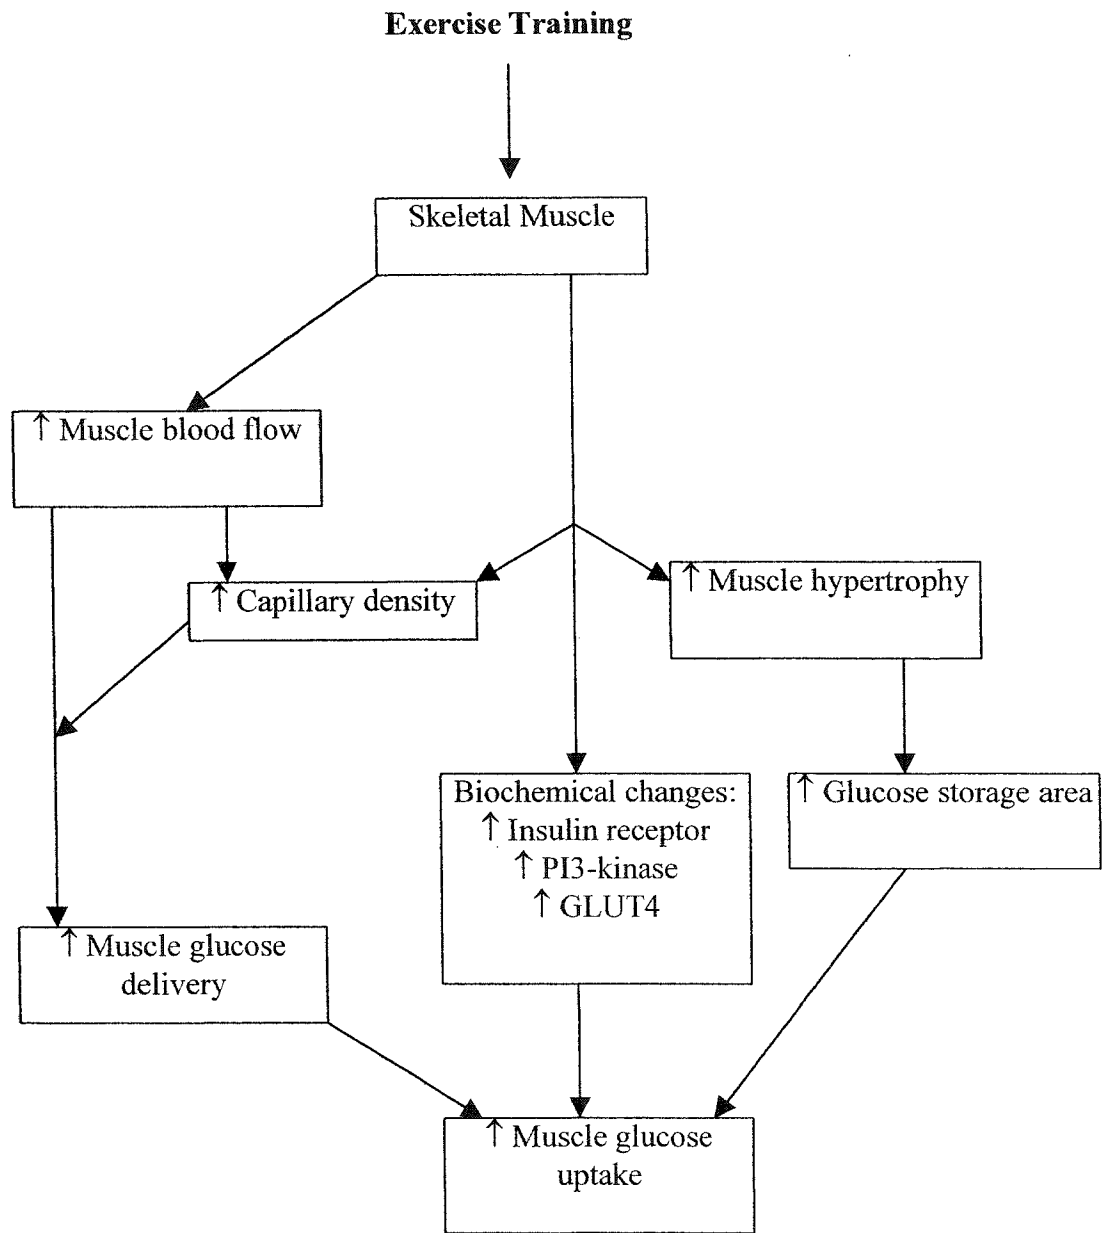 Exercise Training
Skeletal Muscle
↑ Muscle blood flow
↑ Capillary density
↑ Muscle hypertrophy
Biochemical changes:
↑ Insulin receptor
↑ PI3-kinase
↑ GLUT4
↑ Glucose storage area
↑ Muscle glucose
delivery
↑ Muscle glucose
uptake